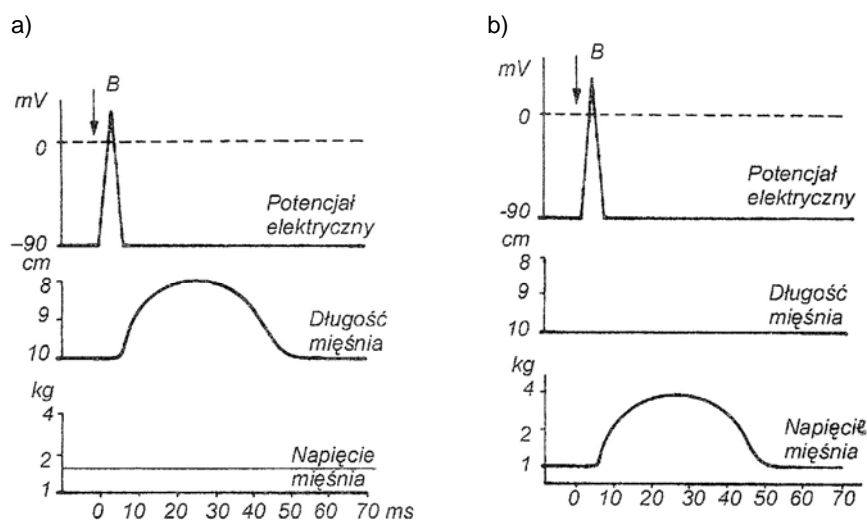 a)
B
mV
0
Potencjał
elektryczny
–90
cm
8
9
Długość
mięśnia
10
kg
4
2
Napięcie
mięśnia
1
0 10 20 30 40 50 60 70 ms
b)
B
mV
0
Potencjał
elektryczny
-90
cm
8
9
Długość
mięśnia
10
kg
4
2
Napięcie
mięśnia
1
0 10 20 30 40 50 60 70